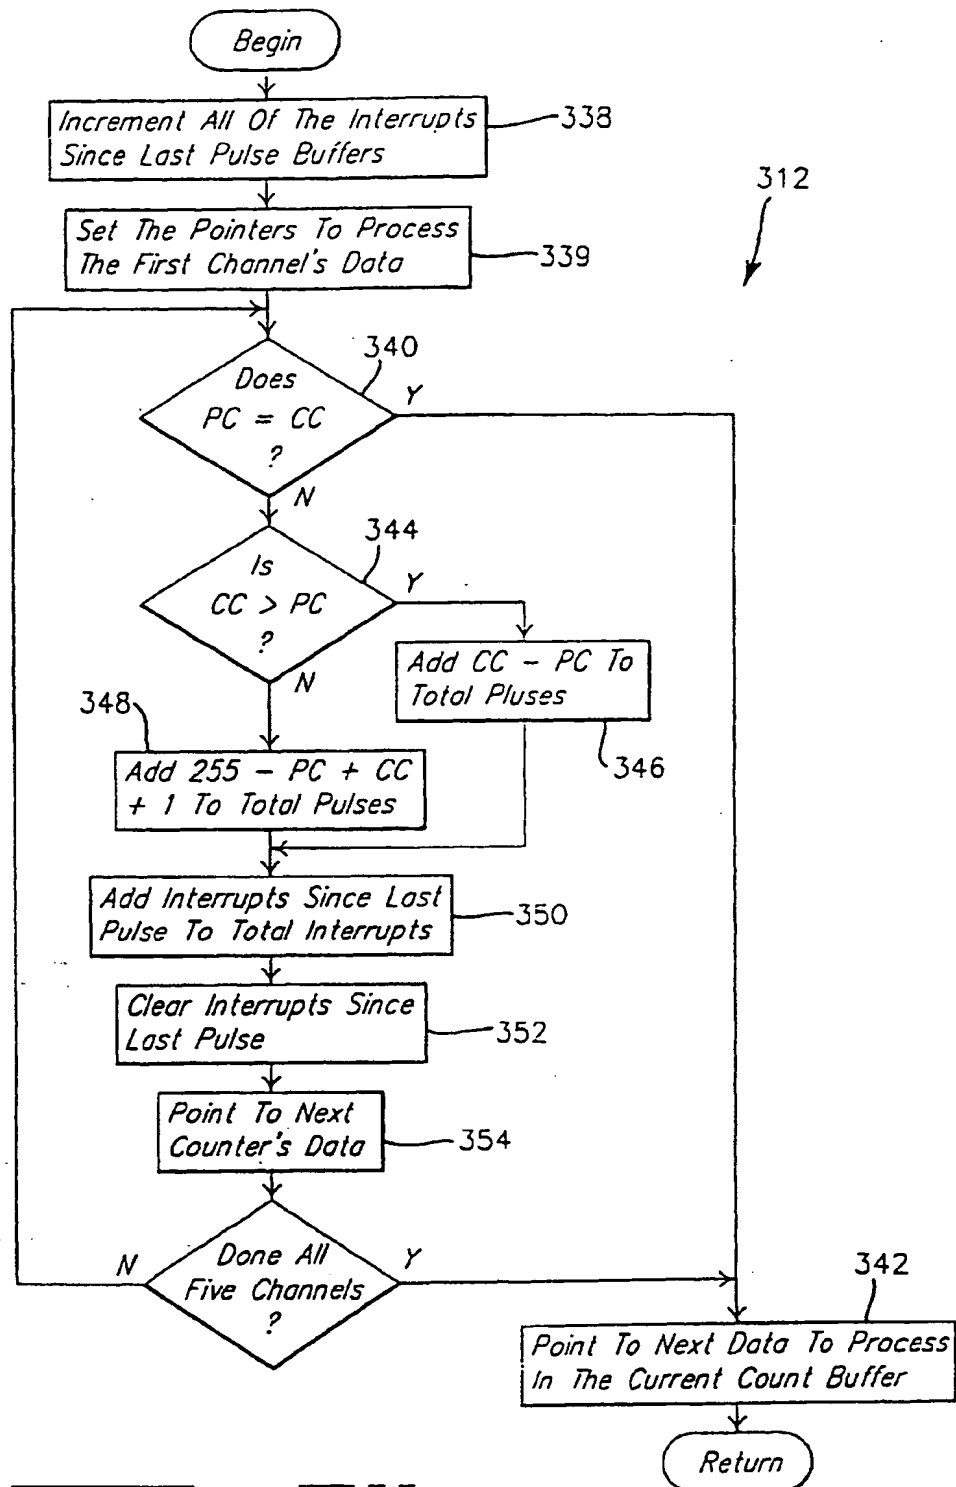 Begin
Increment All Of The Interrupts
Since Last Pulse Buffers
338
312
Set The Pointers To Process
The First Channel's Data
339
340
Does
PC = CC
?
Y
N
344
Is
CC > PC
?
Y
N
Add CC - PC To
Total Pluses
346
348
Add 255 - PC + CC
+ 1 To Total Pulses
Add Interrupts Since Last
Pulse To Total Interrupts
350
Clear Interrupts Since
Last Pulse
352
Point To Next
Counter's Data
354
N
Done All
Five Channels
?
Y
342
Point To Next Data To Process
In The Current Count Buffer
Return